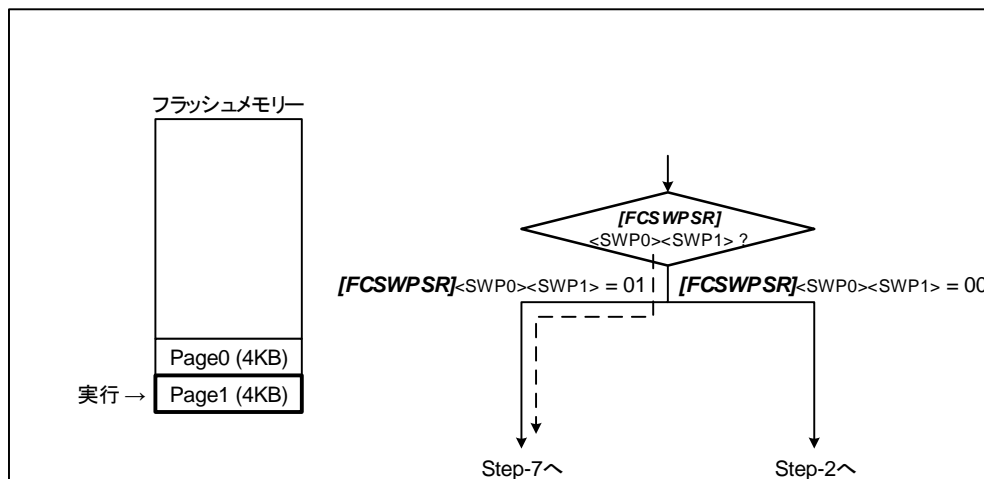 フラッシュメモリー
[FCSWPSR]
<SWP0><SWP1> ?
[FCSWPSR]<SWP0><SWP1> = 01
[FCSWPSR]<SWP0><SWP1> = 00
Page0 (4KB)
実行 → Page1 (4KB)
Step-7へ
Step-2へ